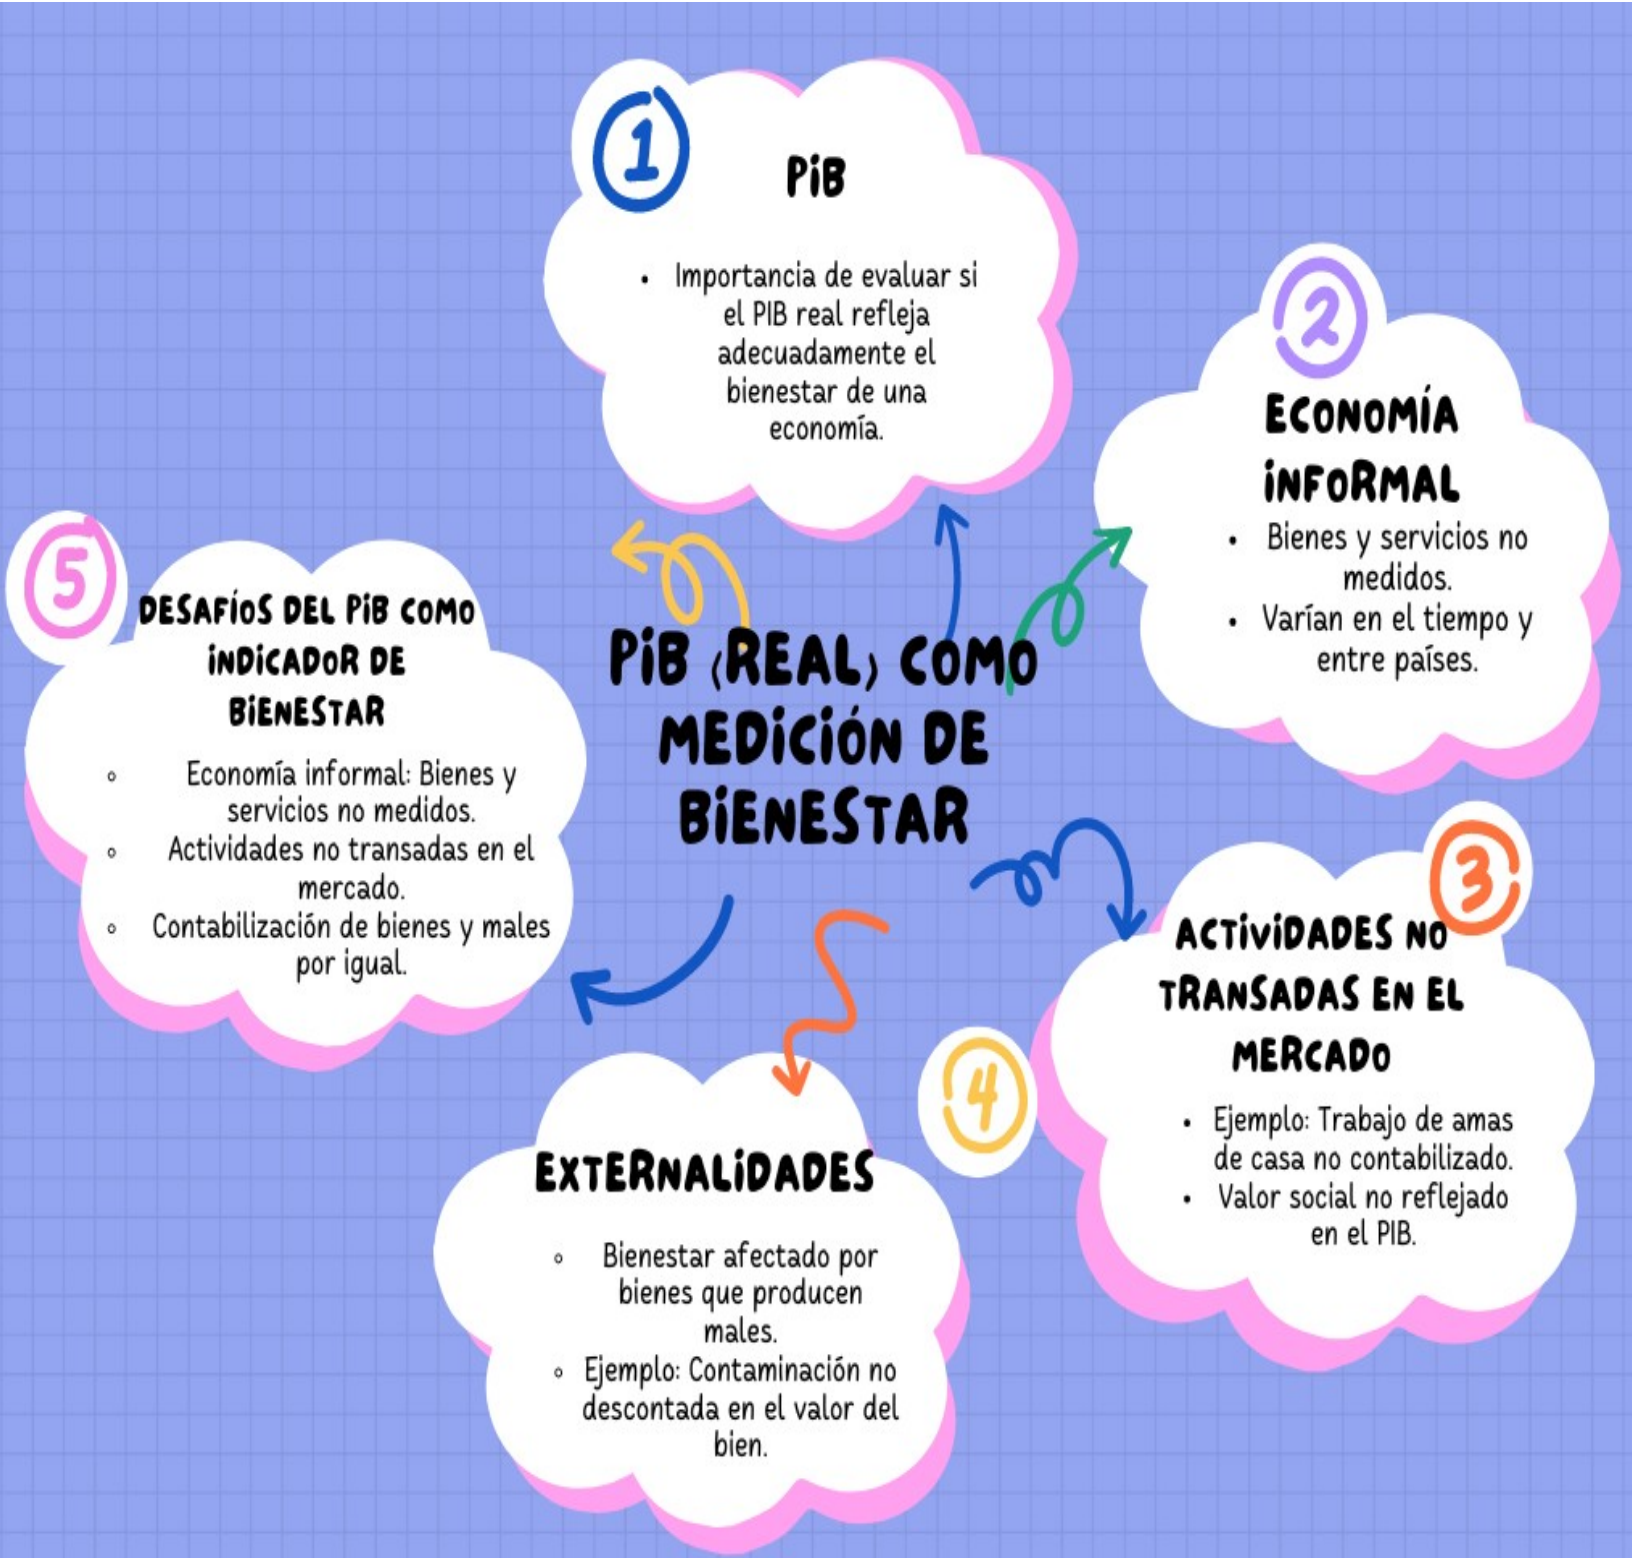 PIB (REAL) COMO
MEDICIÓN DE
BIENESTAR
1
PIB
• Importancia de evaluar si
el PIB real refleja
adecuadamente el
bienestar de una
economía.
2
ECONOMÍA
INFORMAL
• Bienes y servicios no
medidos.
• Varían en el tiempo y
entre países.
3
ACTIVIDADES NO
TRANSADAS EN EL
MERCADO
• Ejemplo: Trabajo de amas
de casa no contabilizado.
• Valor social no reflejado
en el PIB.
4
EXTERNALIDADES
◦ Bienestar afectado por
bienes que producen
males.
◦ Ejemplo: Contaminación no
descontada en el valor del
bien.
5
DESAFÍOS DEL PIB COMO
INDICADOR DE
BIENESTAR
◦ Economía informal: Bienes y
servicios no medidos.
◦ Actividades no transadas en el
mercado.
◦ Contabilización de bienes y males
por igual.